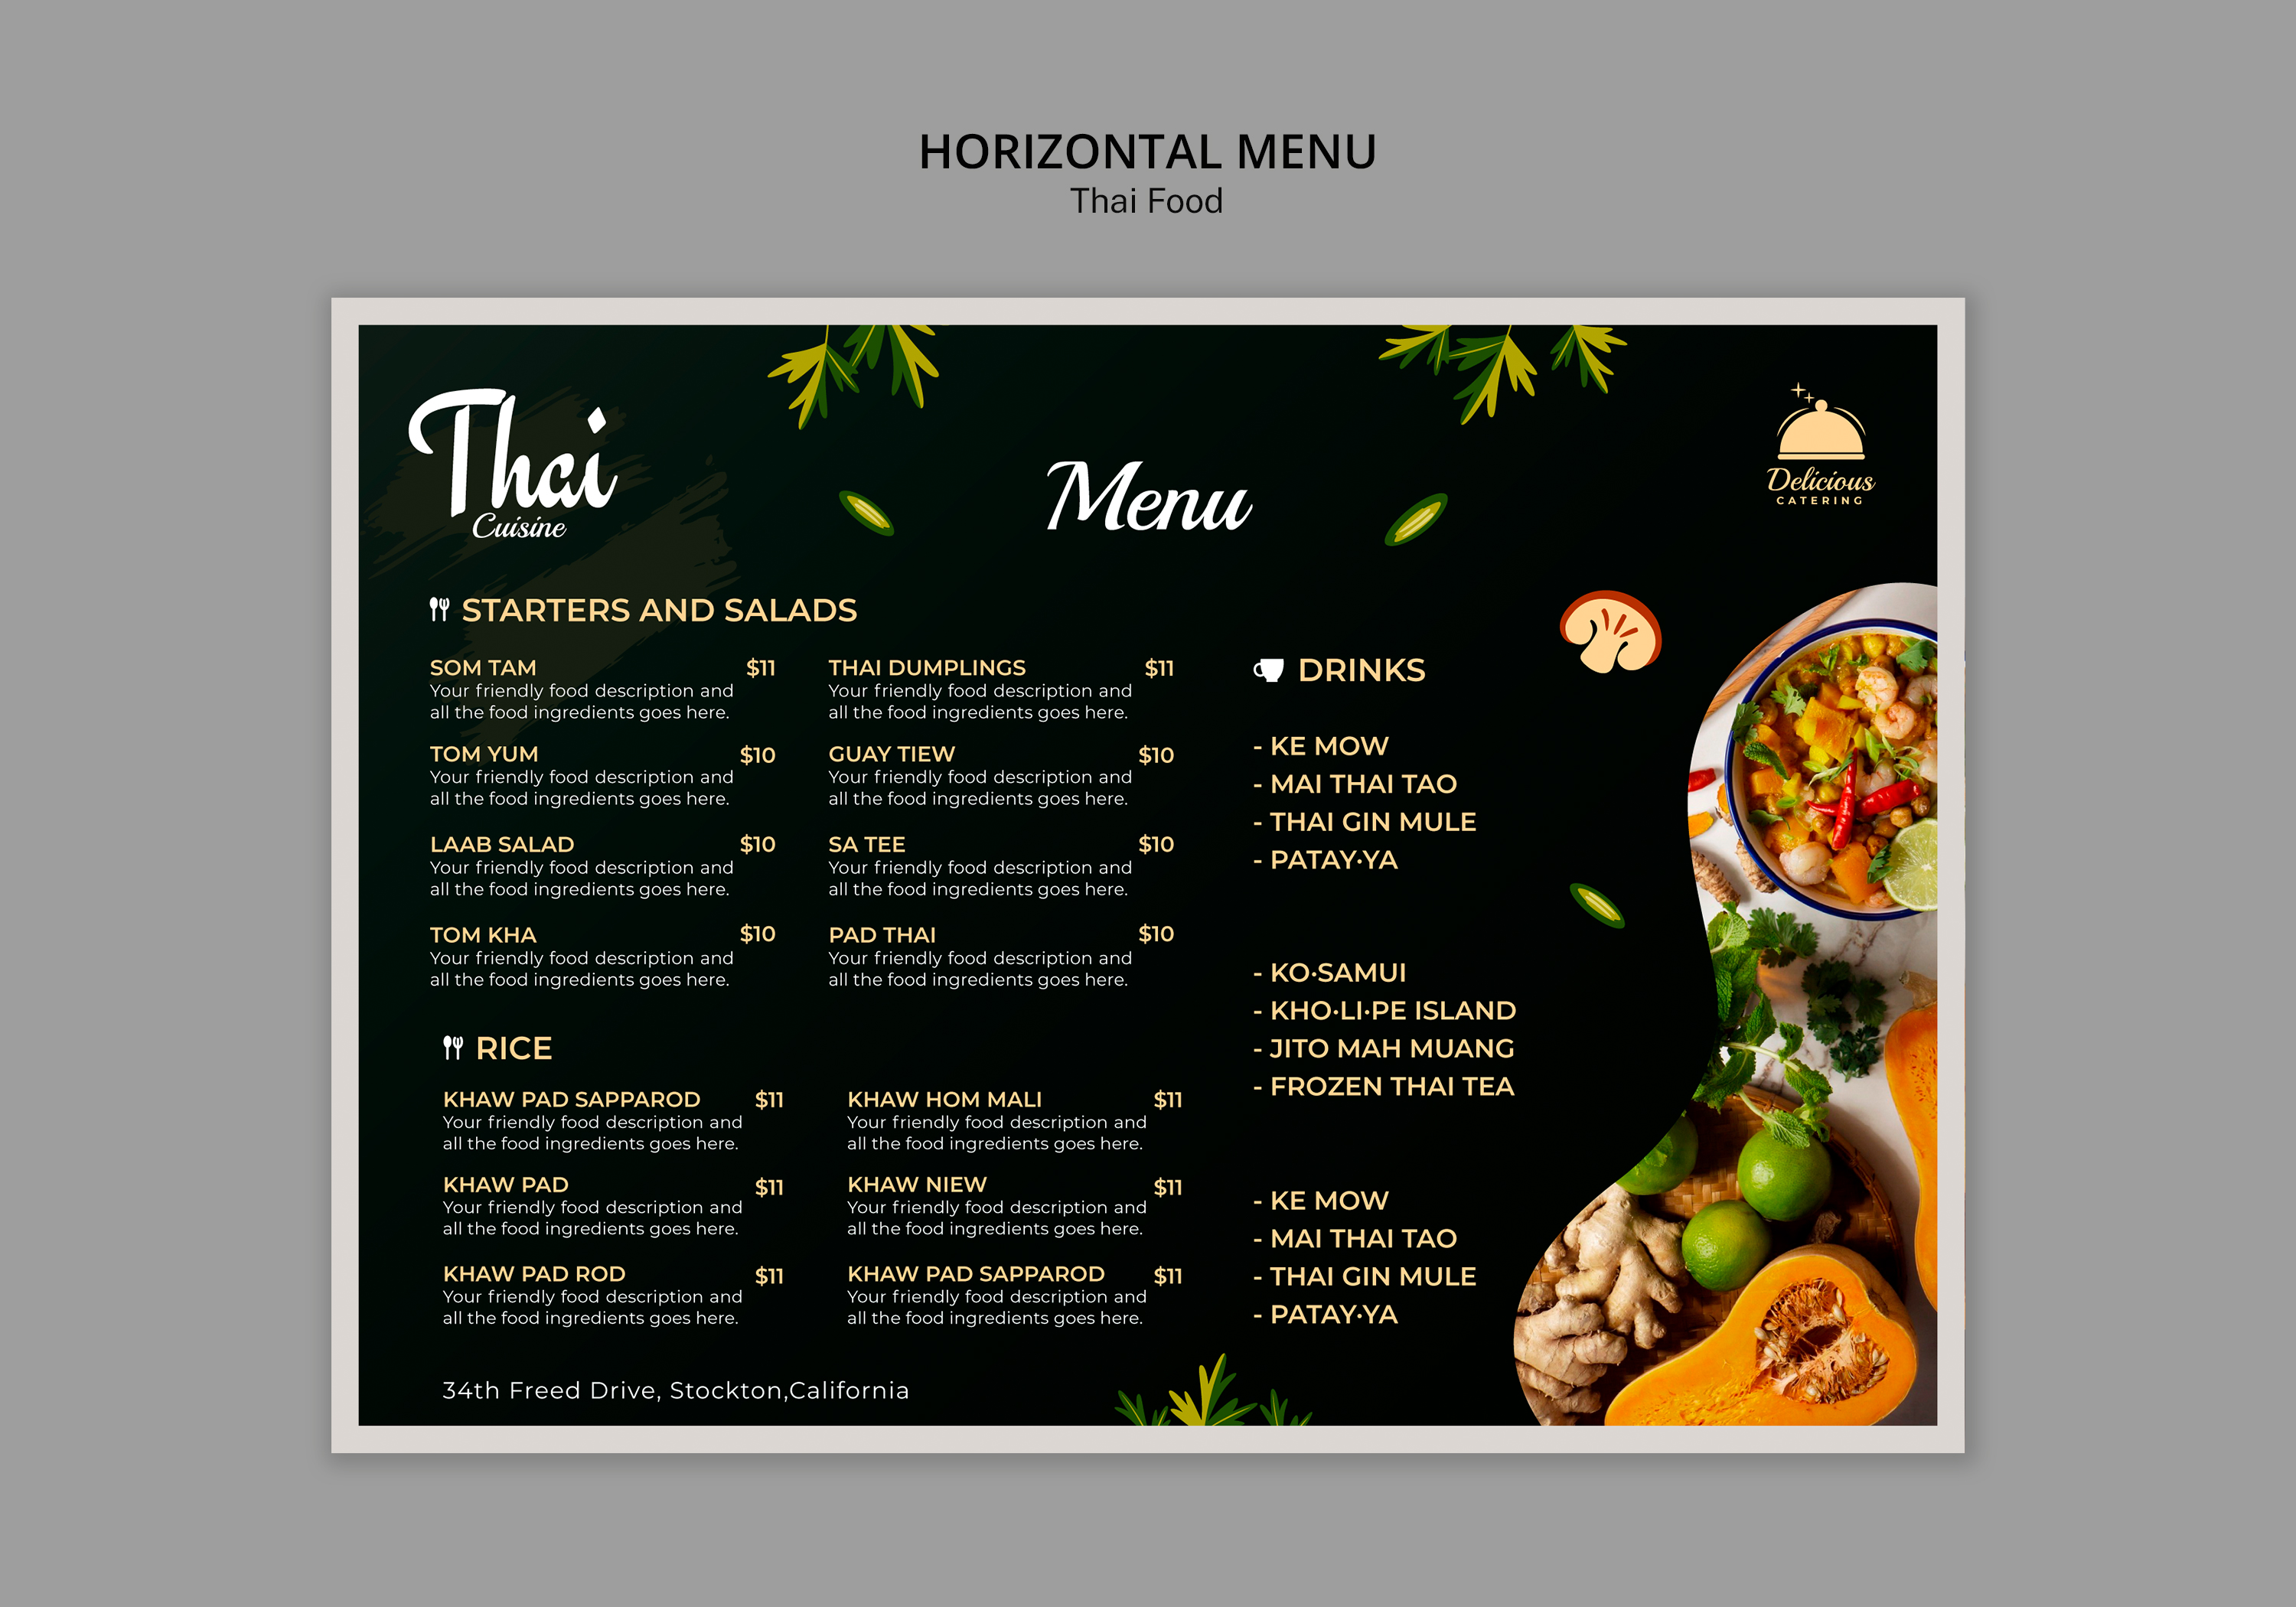 HORIZONTAL MENU
Thai Food
Thai
Cuisine
Menu
Delicious
CATERING
STARTERS AND SALADS
SOM TAM $11
Your friendly food description and
all the food ingredients goes here.
TOM YUM $10
Your friendly food description and
all the food ingredients goes here.
LAAB SALAD $10
Your friendly food description and
all the food ingredients goes here.
TOM KHA $10
Your friendly food description and
all the food ingredients goes here.
THAI DUMPLINGS $11
Your friendly food description and
all the food ingredients goes here.
GUAY TIEW $10
Your friendly food description and
all the food ingredients goes here.
SA TEE $10
Your friendly food description and
all the food ingredients goes here.
PAD THAI $10
Your friendly food description and
all the food ingredients goes here.
RICE
KHAW PAD SAPPAROD $11
Your friendly food description and
all the food ingredients goes here.
KHAW PAD $11
Your friendly food description and
all the food ingredients goes here.
KHAW PAD ROD $11
Your friendly food description and
all the food ingredients goes here.
KHAW HOM MALI $11
Your friendly food description and
all the food ingredients goes here.
KHAW NIEW $11
Your friendly food description and
all the food ingredients goes here.
KHAW PAD SAPPAROD $11
Your friendly food description and
all the food ingredients goes here.
DRINKS
- KE MOW
- MAI THAI TAO
- THAI GIN MULE
- PATAY·YA
- KO·SAMUI
- KHO·LI·PE ISLAND
- JITO MAH MUANG
- FROZEN THAI TEA
- KE MOW
- MAI THAI TAO
- THAI GIN MULE
- PATAY·YA
34th Freed Drive, Stockton,California